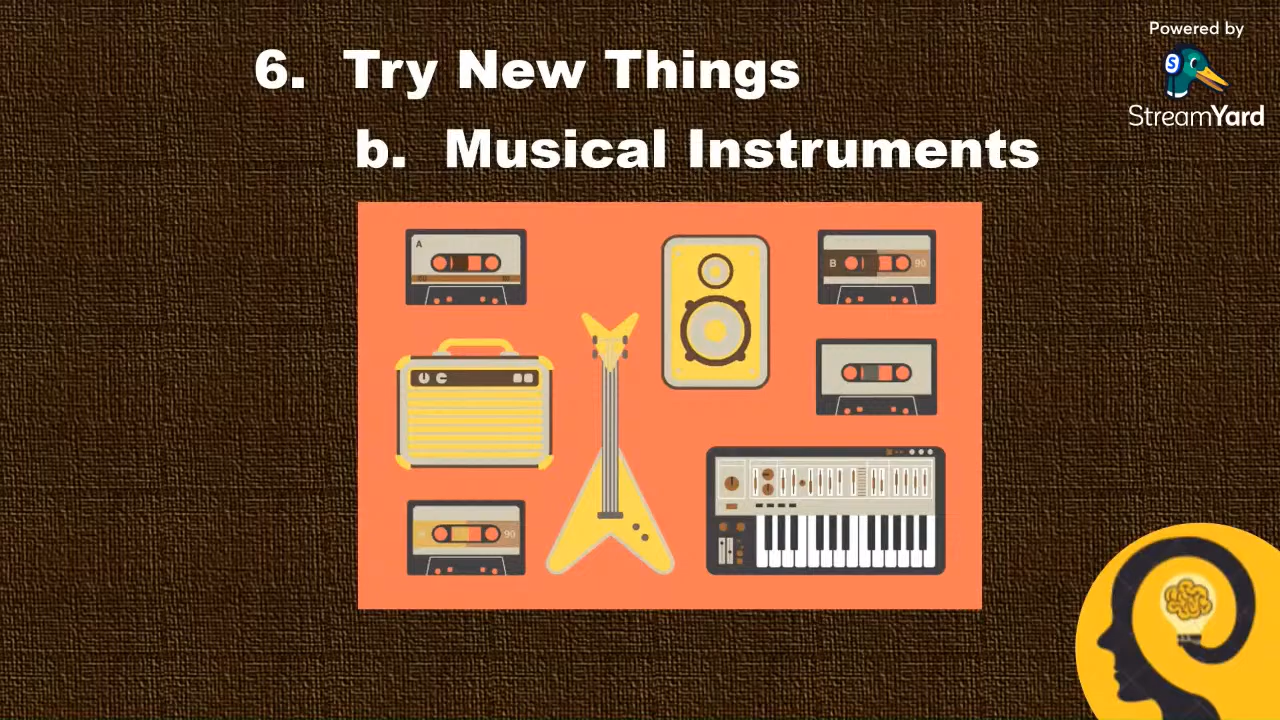 Powered by
StreamYard
6. Try New Things
b. Musical Instruments
A
B 90
90